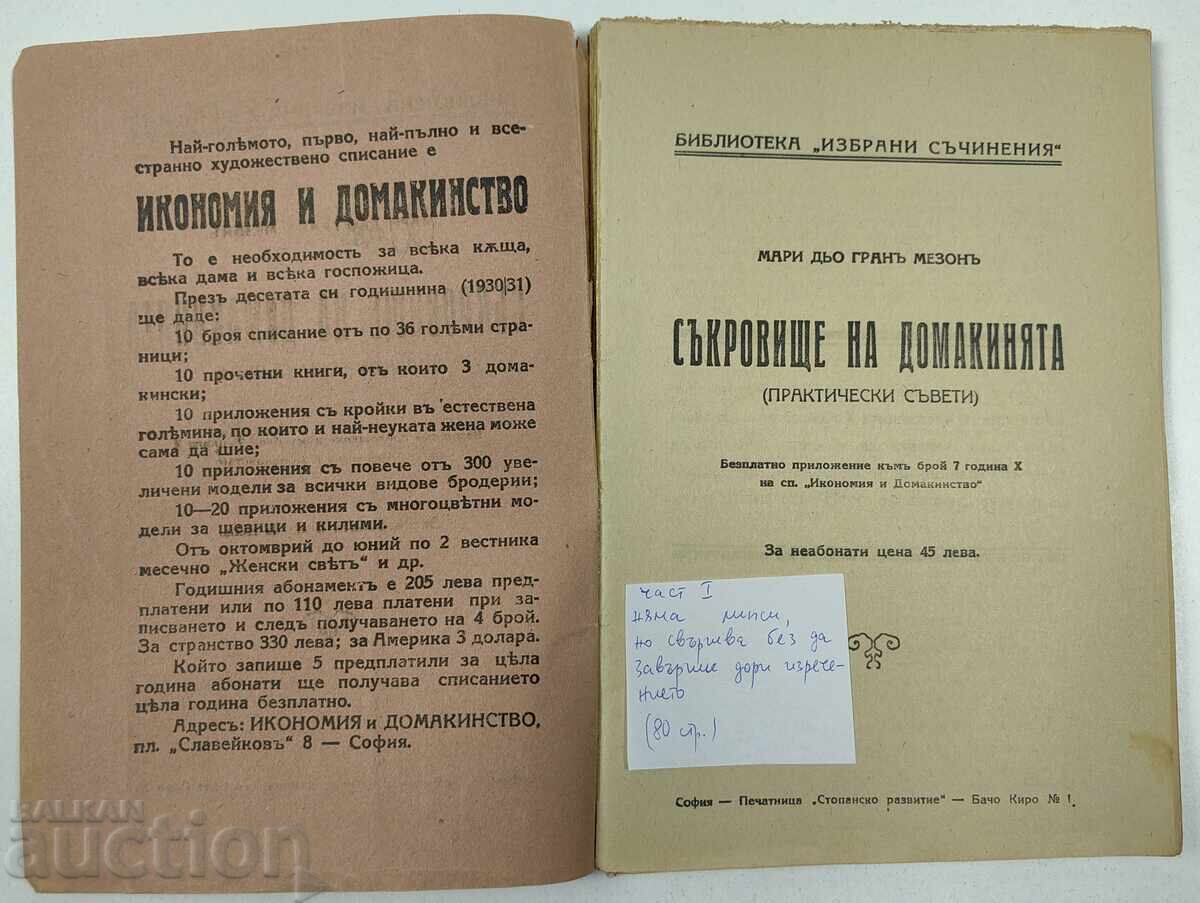 Най-голѣмото, първо, най-пълно и все-
странно художествено списание е
ИКОНОМИЯ И ДОМАКИНСТВО
То е необходимость за всѣка кѫща,
всѣка дама и всѣка госпожица.
Презъ десетата си годишнина (1930|31)
ще даде:
10 броя списание отъ по 36 голѣми стра-
ници;
10 прочетни книги, отъ които 3 дома-
кински;
10 приложения съ кройки въ естествена
голѣмина, по които и най-неуката жена може
сама да шие;
10 приложения съ повече отъ 300 уве-
личени модели за всички видове бродерии;
10—20 приложения съ многоцвѣтни мо-
дели за шевици и килими.
Отъ октомврий до юний по 2 вестника
месечно „Женски свѣтъ“ и др.
Годишния абонаментъ е 205 лева пред-
платени или по 110 лева платени при за-
писването и следъ получаването на 4 брой.
За странство 330 лева; за Америка 3 долара.
Който запише 5 предплатили за цѣла
година абонати ще получава списанието
цѣла година безплатно.
Адресъ: ИКОНОМИЯ и ДОМАКИНСТВО,
пл. „Славейковъ“ 8 — София.
БИБЛИОТЕКА „ИЗБРАНИ СЪЧИНЕНИЯ“
МАРИ ДЬО ГРАНЪ МЕЗОНЪ
СЪКРОВИЩЕ НА ДОМАКИНЯТА
(ПРАКТИЧЕСКИ СЪВЕТИ)
Безплатно приложение къмъ брой 7 година X
на сп. „Икономия и Домакинство“
За неабонати цена 45 лева.
част I
няма липси,
но свършва без да
завърши дори изрече-
нието
(80 стр.)
София — Печатница „Стопанско развитие“ — Бачо Киро № 1.
БАLKAN
auction